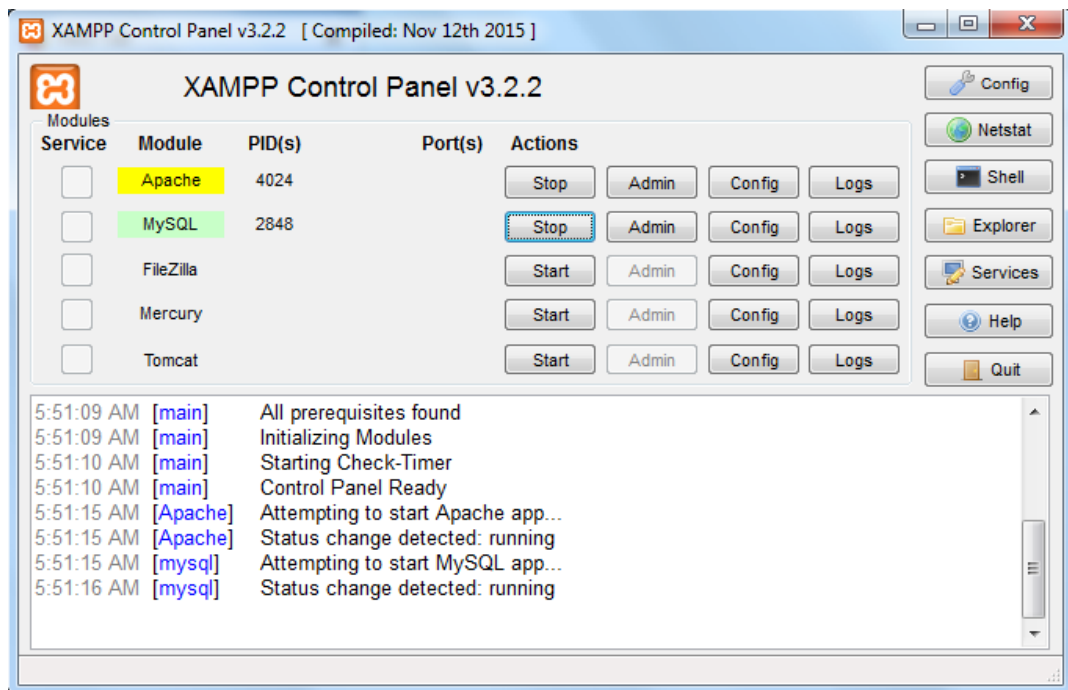 XAMPP Control Panel v3.2.2 [ Compiled: Nov 12th 2015 ]
XAMPP Control Panel v3.2.2
Config
Modules
Netstat
Service Module PID(s) Port(s) Actions
Apache 4024 Stop Admin Config Logs
Shell
MySQL 2848 Stop Admin Config Logs
Explorer
FileZilla Start Admin Config Logs
Services
Mercury Start Admin Config Logs
Help
Tomcat Start Admin Config Logs
Quit
5:51:09 AM [main] All prerequisites found
5:51:09 AM [main] Initializing Modules
5:51:10 AM [main] Starting Check-Timer
5:51:10 AM [main] Control Panel Ready
5:51:15 AM [Apache] Attempting to start Apache app...
5:51:15 AM [Apache] Status change detected: running
5:51:15 AM [mysql] Attempting to start MySQL app...
5:51:16 AM [mysql] Status change detected: running